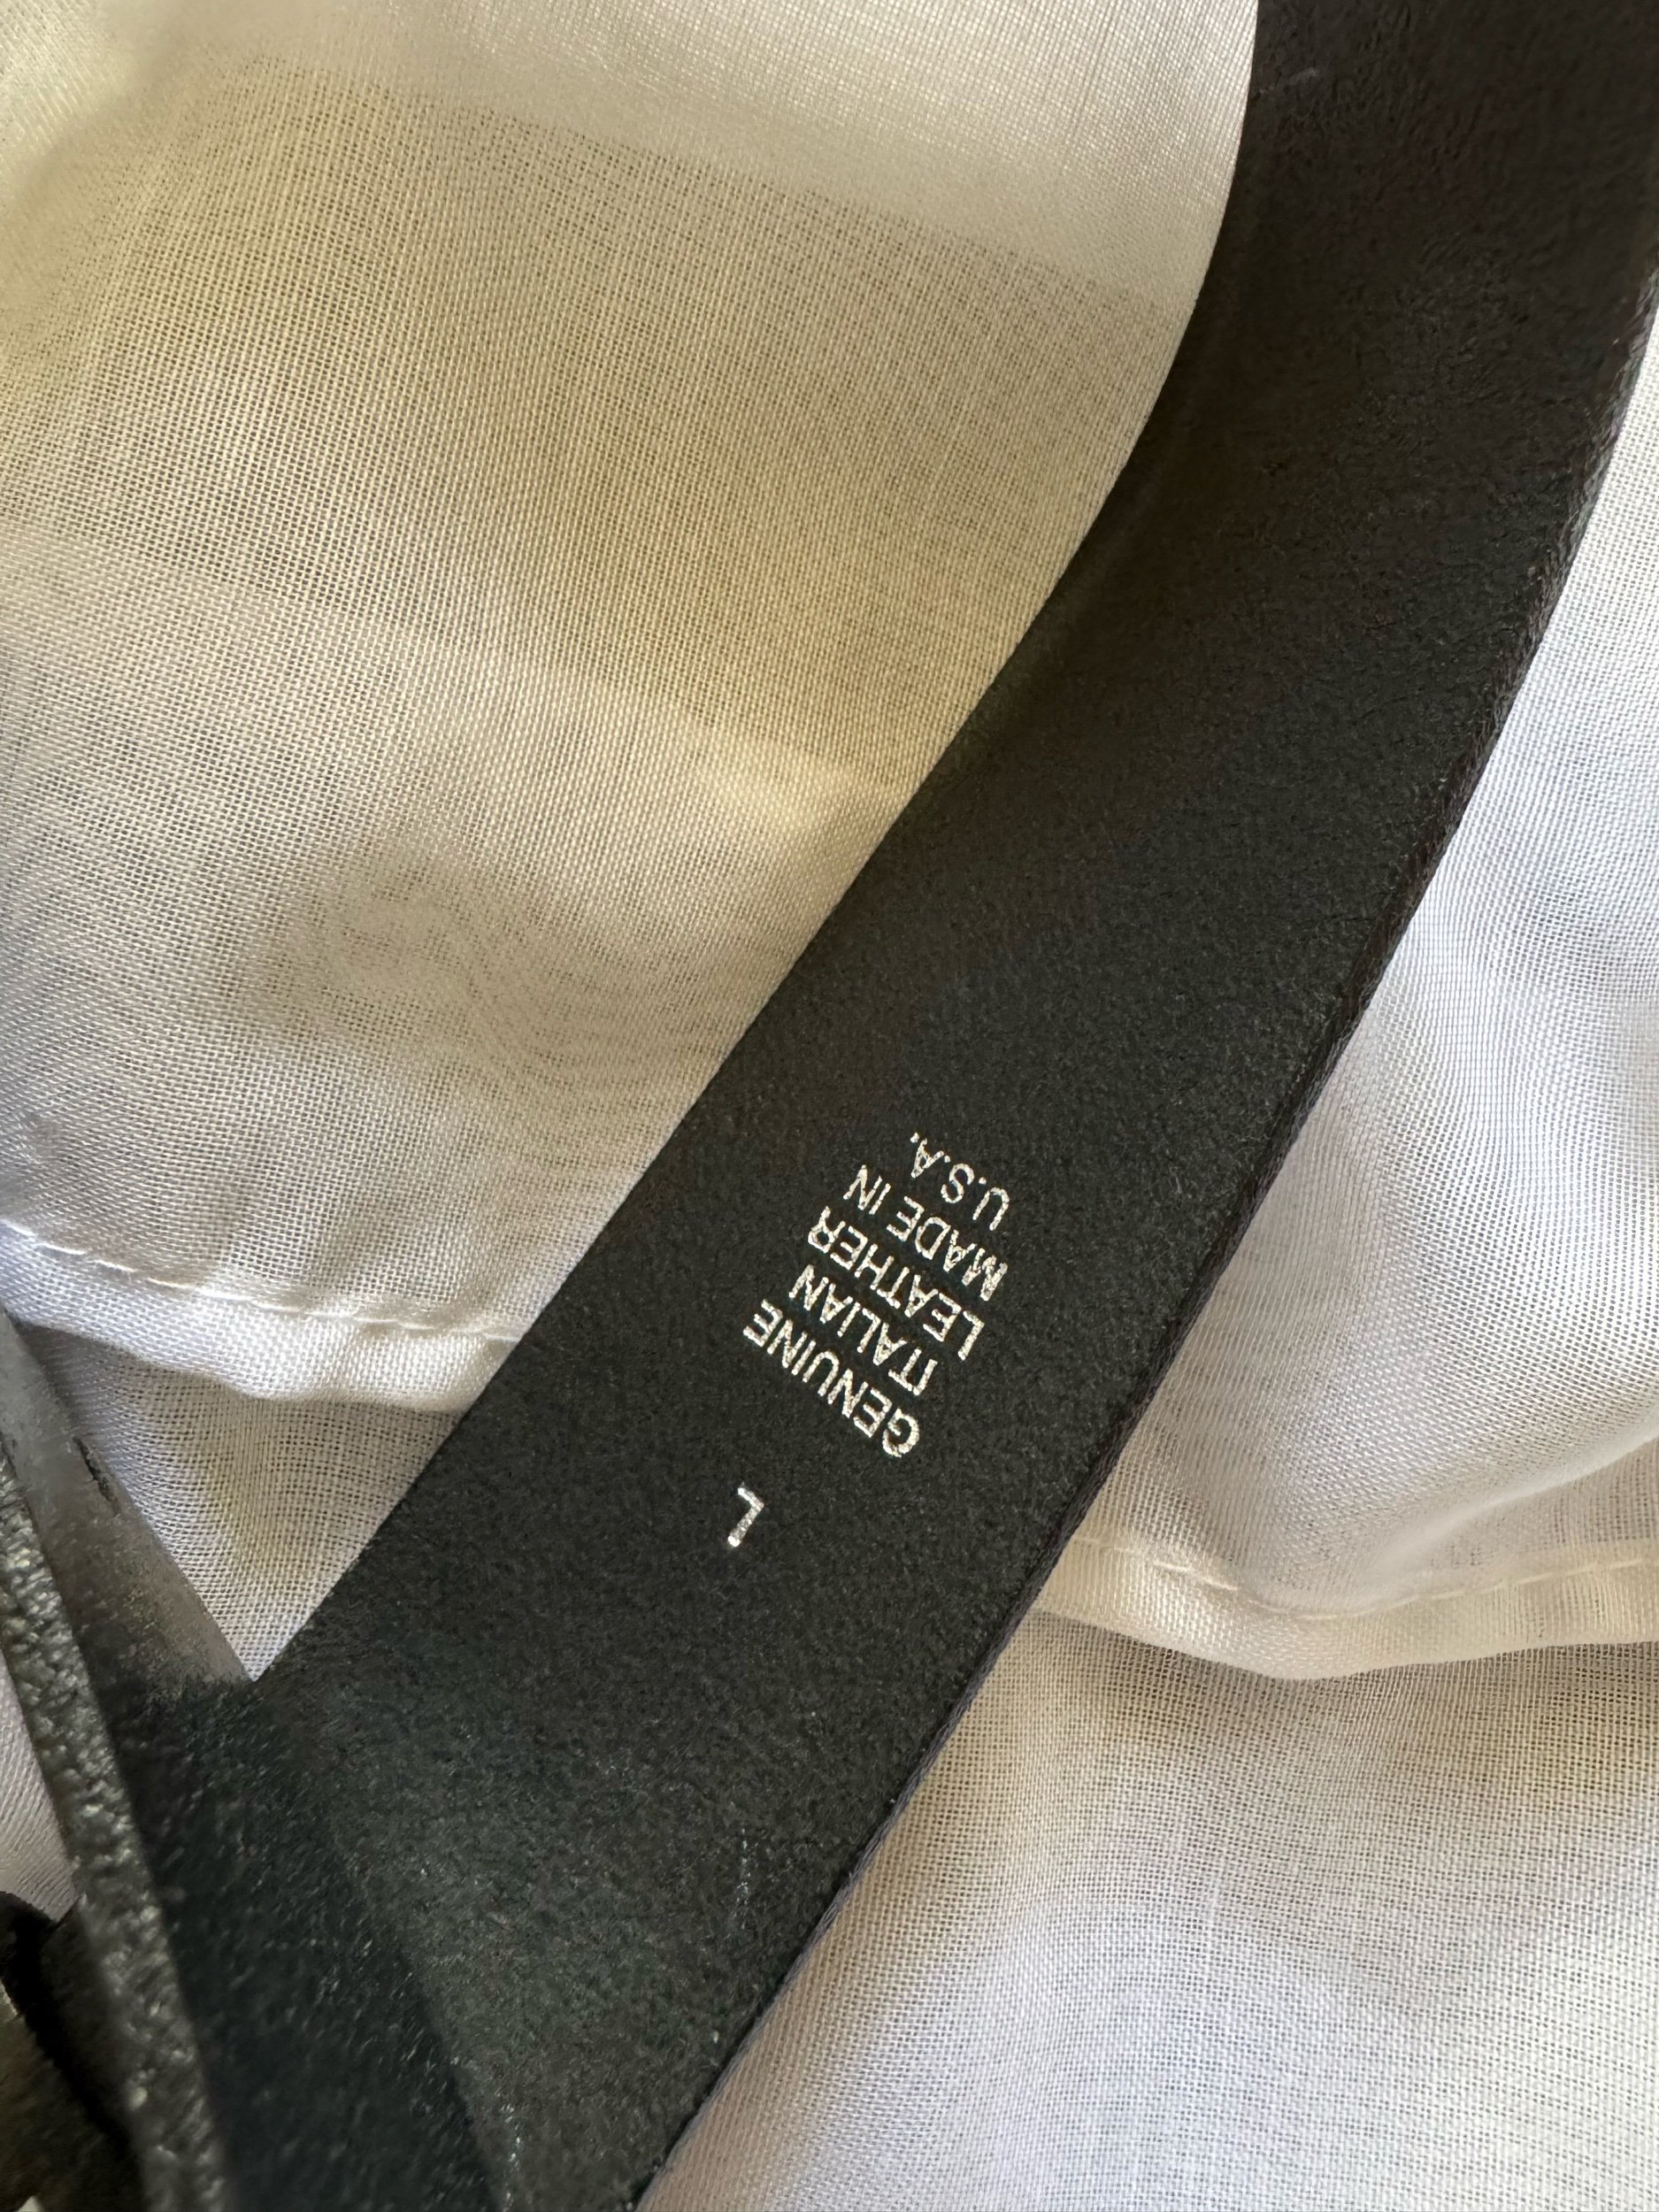 L
GENUINE
ITALIAN
LEATHER
MADE IN
U.S.A.